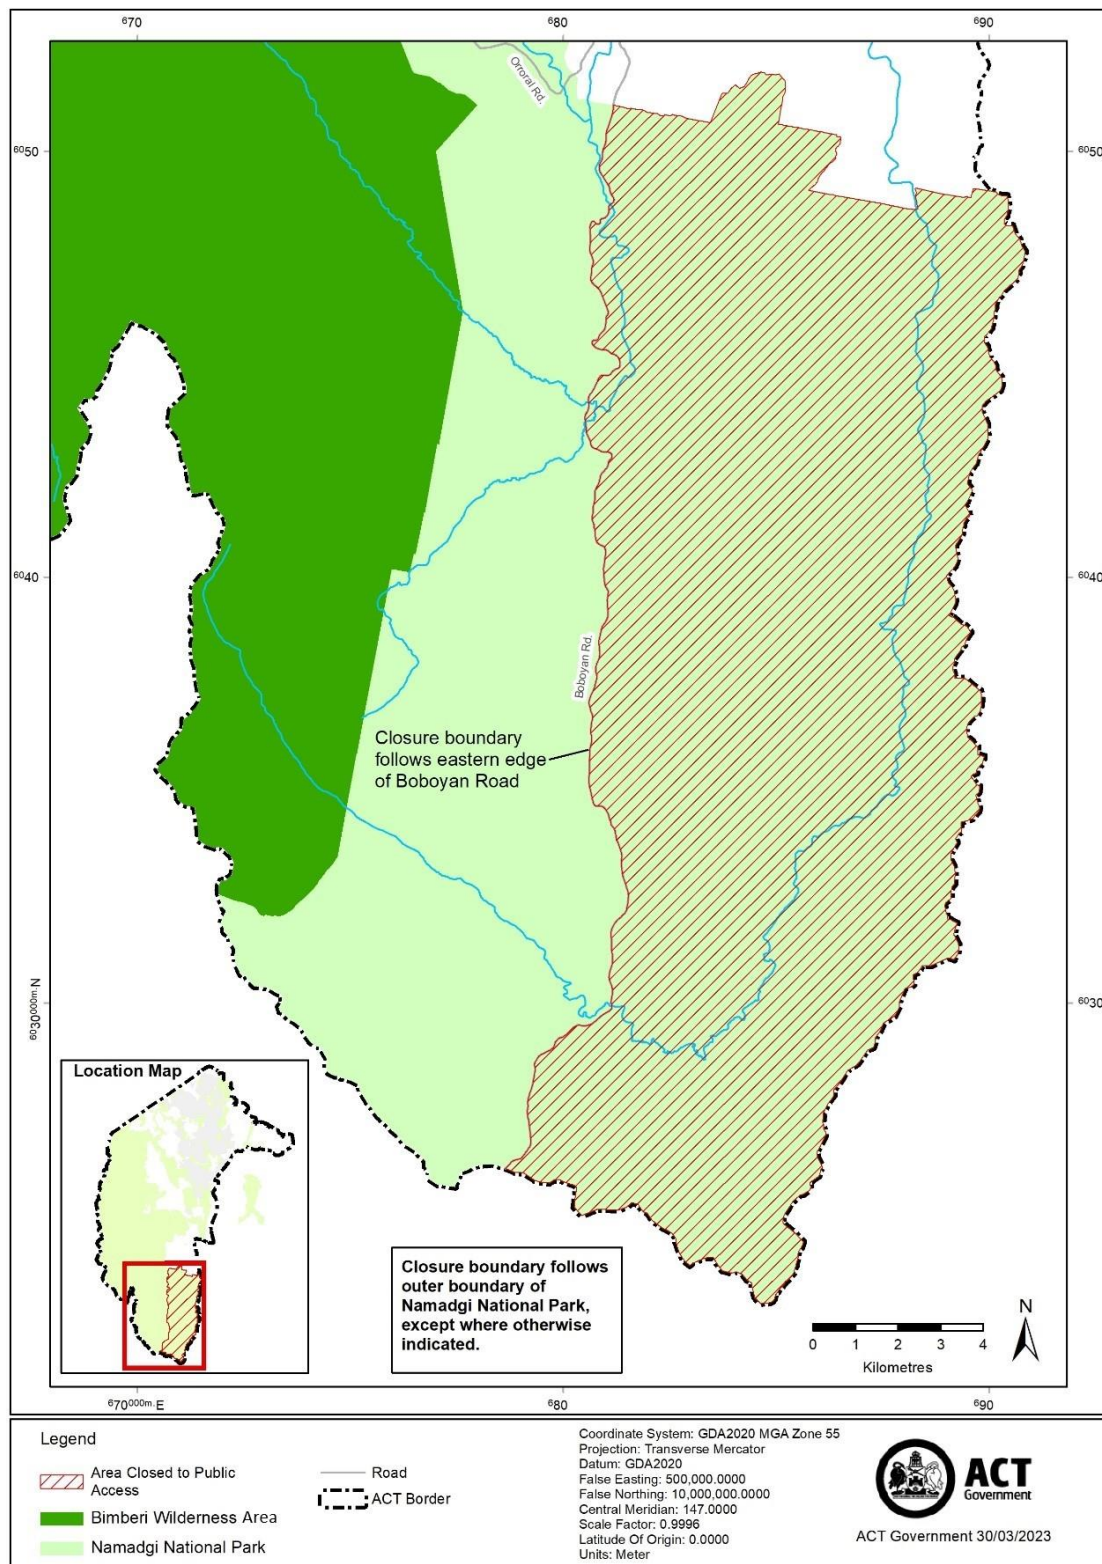 ⁶70
⁶80
⁶90
Orroral Rd.
⁶⁰50
⁶⁰50
⁶⁰40
⁶⁰40
Boboyan Rd.
Closure boundary
follows eastern edge
of Boboyan Road
⁶⁰30⁰⁰⁰ᵐ·N
⁶⁰30
Location Map
Closure boundary follows
outer boundary of
Namadgi National Park,
except where otherwise
indicated.
N
0 1 2 3 4
Kilometres
⁶70⁰⁰⁰ᵐ·E
⁶80
⁶90
Legend
Area Closed to Public
Access
Bimberi Wilderness Area
Namadgi National Park
Road
ACT Border
Coordinate System: GDA2020 MGA Zone 55
Projection: Transverse Mercator
Datum: GDA2020
False Easting: 500,000.0000
False Northing: 10,000,000.0000
Central Meridian: 147.0000
Scale Factor: 0.9996
Latitude Of Origin: 0.0000
Units: Meter
ACT
Government
ACT Government 30/03/2023